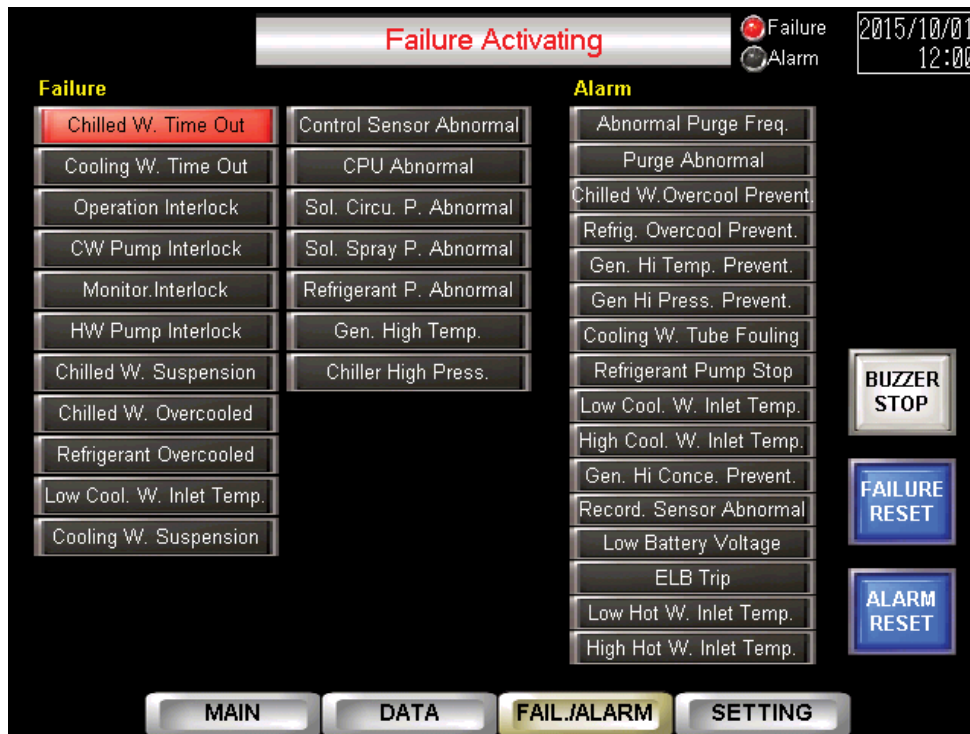 Failure Activating
Failure
Alarm
2015/10/01
12:00
Failure
Chilled W. Time Out
Cooling W. Time Out
Operation Interlock
CW Pump Interlock
Monitor.Interlock
HW Pump Interlock
Chilled W. Suspension
Chilled W. Overcooled
Refrigerant Overcooled
Low Cool. W. Inlet Temp.
Cooling W. Suspension
Control Sensor Abnormal
CPU Abnormal
Sol. Circu. P. Abnormal
Sol. Spray P. Abnormal
Refrigerant P. Abnormal
Gen. High Temp.
Chiller High Press.
Alarm
Abnormal Purge Freq.
Purge Abnormal
Chilled W.Overcool Prevent.
Refrig. Overcool Prevent.
Gen. Hi Temp. Prevent.
Gen Hi Press. Prevent.
Cooling W. Tube Fouling
Refrigerant Pump Stop
Low Cool. W. Inlet Temp.
High Cool. W. Inlet Temp.
Gen. Hi Conce. Prevent.
Record. Sensor Abnormal
Low Battery Voltage
ELB Trip
Low Hot W. Inlet Temp.
High Hot W. Inlet Temp.
BUZZER
STOP
FAILURE
RESET
ALARM
RESET
MAIN
DATA
FAIL./ALARM
SETTING